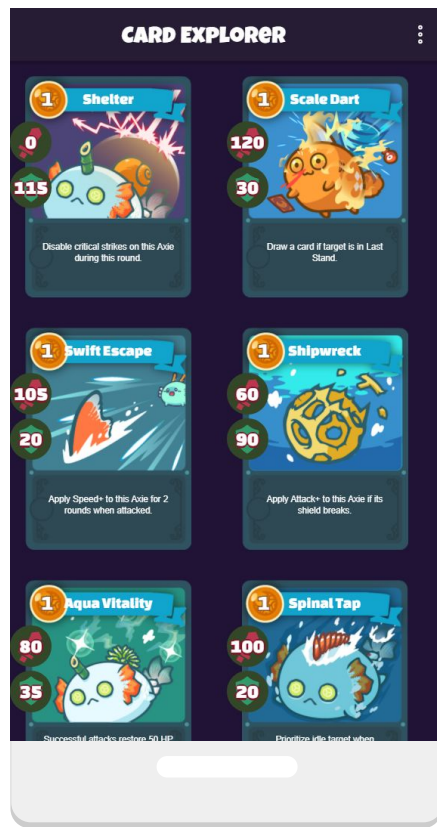 CARD EXPLORER
1 Shelter
0
115
Disable critical strikes on this Axie
during this round.
1 Scale Dart
120
30
Draw a card if target is in Last
Stand.
1 Swift Escape
105
20
Apply Speed+ to this Axie for 2
rounds when attacked.
1 Shipwreck
60
90
Apply Attack+ to this Axie if its
shield breaks.
1 Aqua Vitality
80
35
Successful attacks restore 50 HP
1 Spinal Tap
100
20
Prioritize idle target when